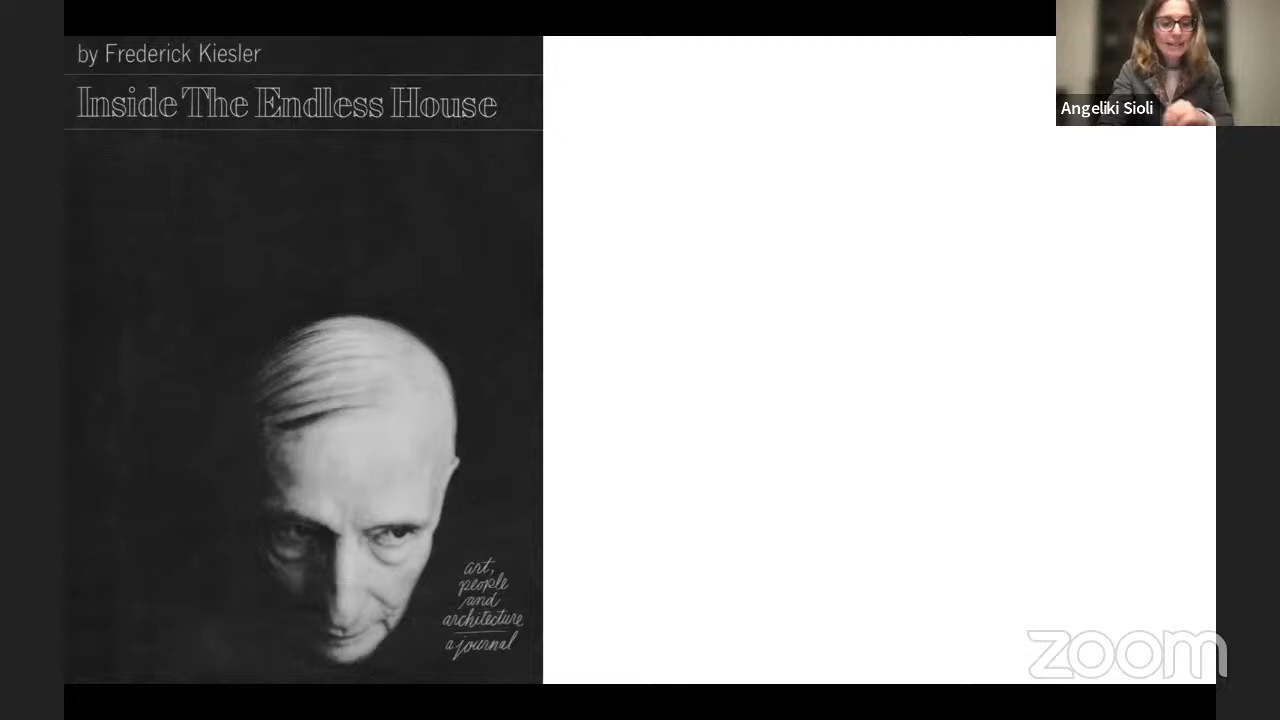 by Frederick Kiesler
Inside The Endless House
art,
people
and
architecture
a journal
Angeliki Sioli
zoom